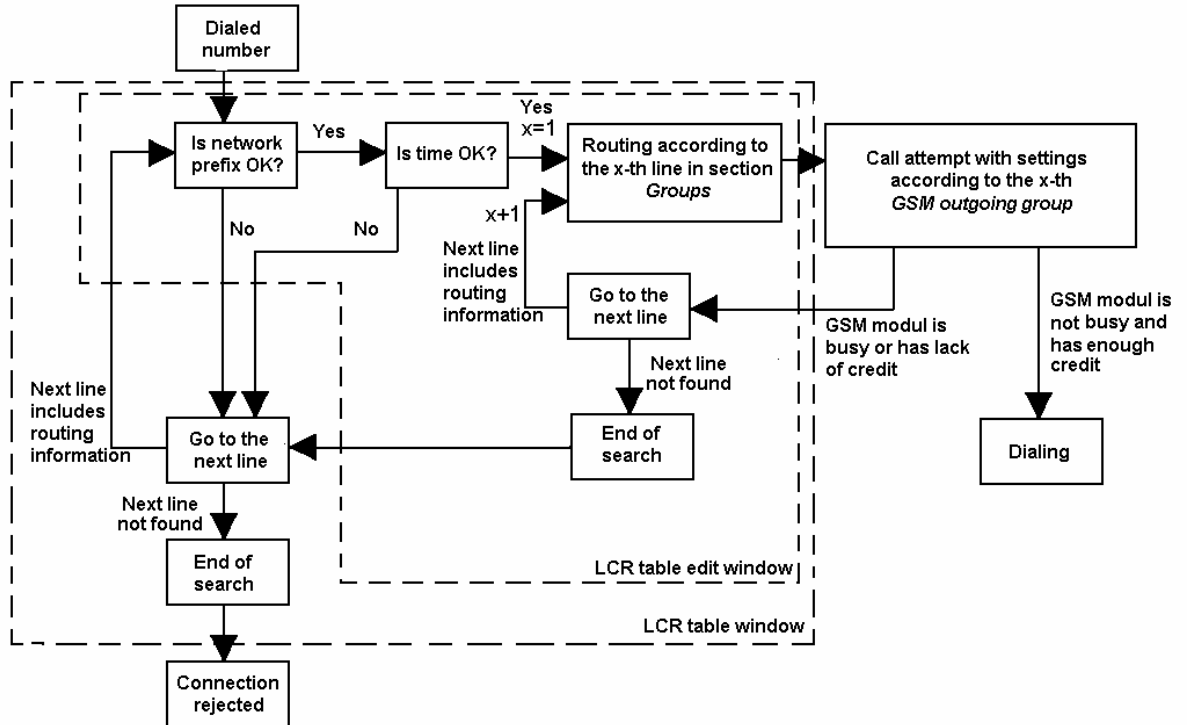 Dialed
number
Is network
prefix OK?
Yes
Is time OK?
Yes
x=1
Routing according to
the x-th line in section
Groups
Call attempt with settings
according to the x-th
GSM outgoing group
No
No
x+1
Next line
includes
routing
information
Go to the
next line
GSM modul is
busy or has lack
of credit
GSM modul is
not busy and
has enough
credit
Next line
not found
Next line
includes
routing
information
Go to the
next line
End of
search
Dialing
Next line
not found
End of
search
LCR table edit window
LCR table window
Connection
rejected